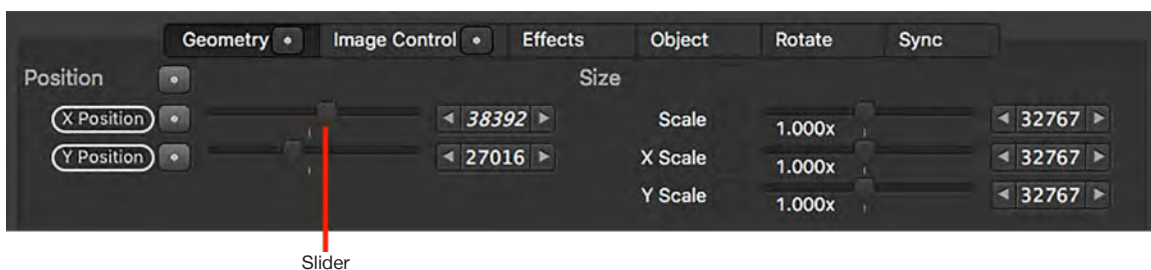 Geometry Image Control Effects Object Rotate Sync
Position Size
X Position 38392 Scale 1.000x 32767
Y Position 27016 X Scale 1.000x 32767
Y Scale 1.000x 32767
Slider